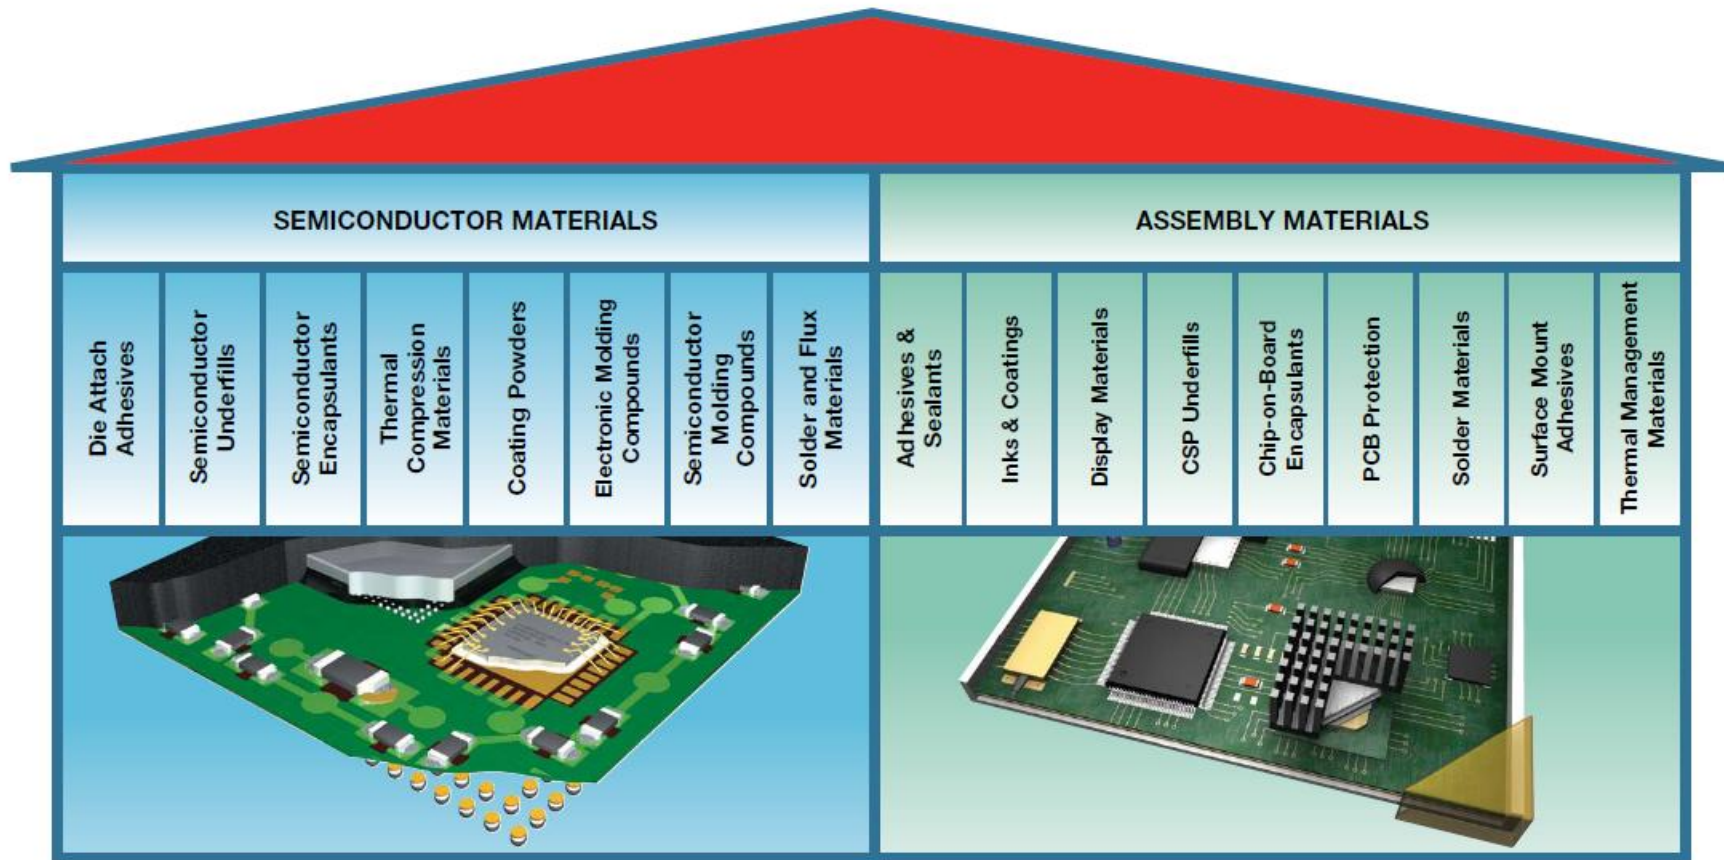 SEMICONDUCTOR MATERIALS
ASSEMBLY MATERIALS
Die Attach
Adhesives
Semiconductor
Underfills
Semiconductor
Encapsulants
Thermal
Compression
Materials
Coating Powders
Electronic Molding
Compounds
Semiconductor
Molding
Compounds
Solder and Flux
Materials
Adhesives &
Sealants
Inks & Coatings
Display Materials
CSP Underfills
Chip-on-Board
Encapsulants
PCB Protection
Solder Materials
Surface Mount
Adhesives
Thermal Management
Materials